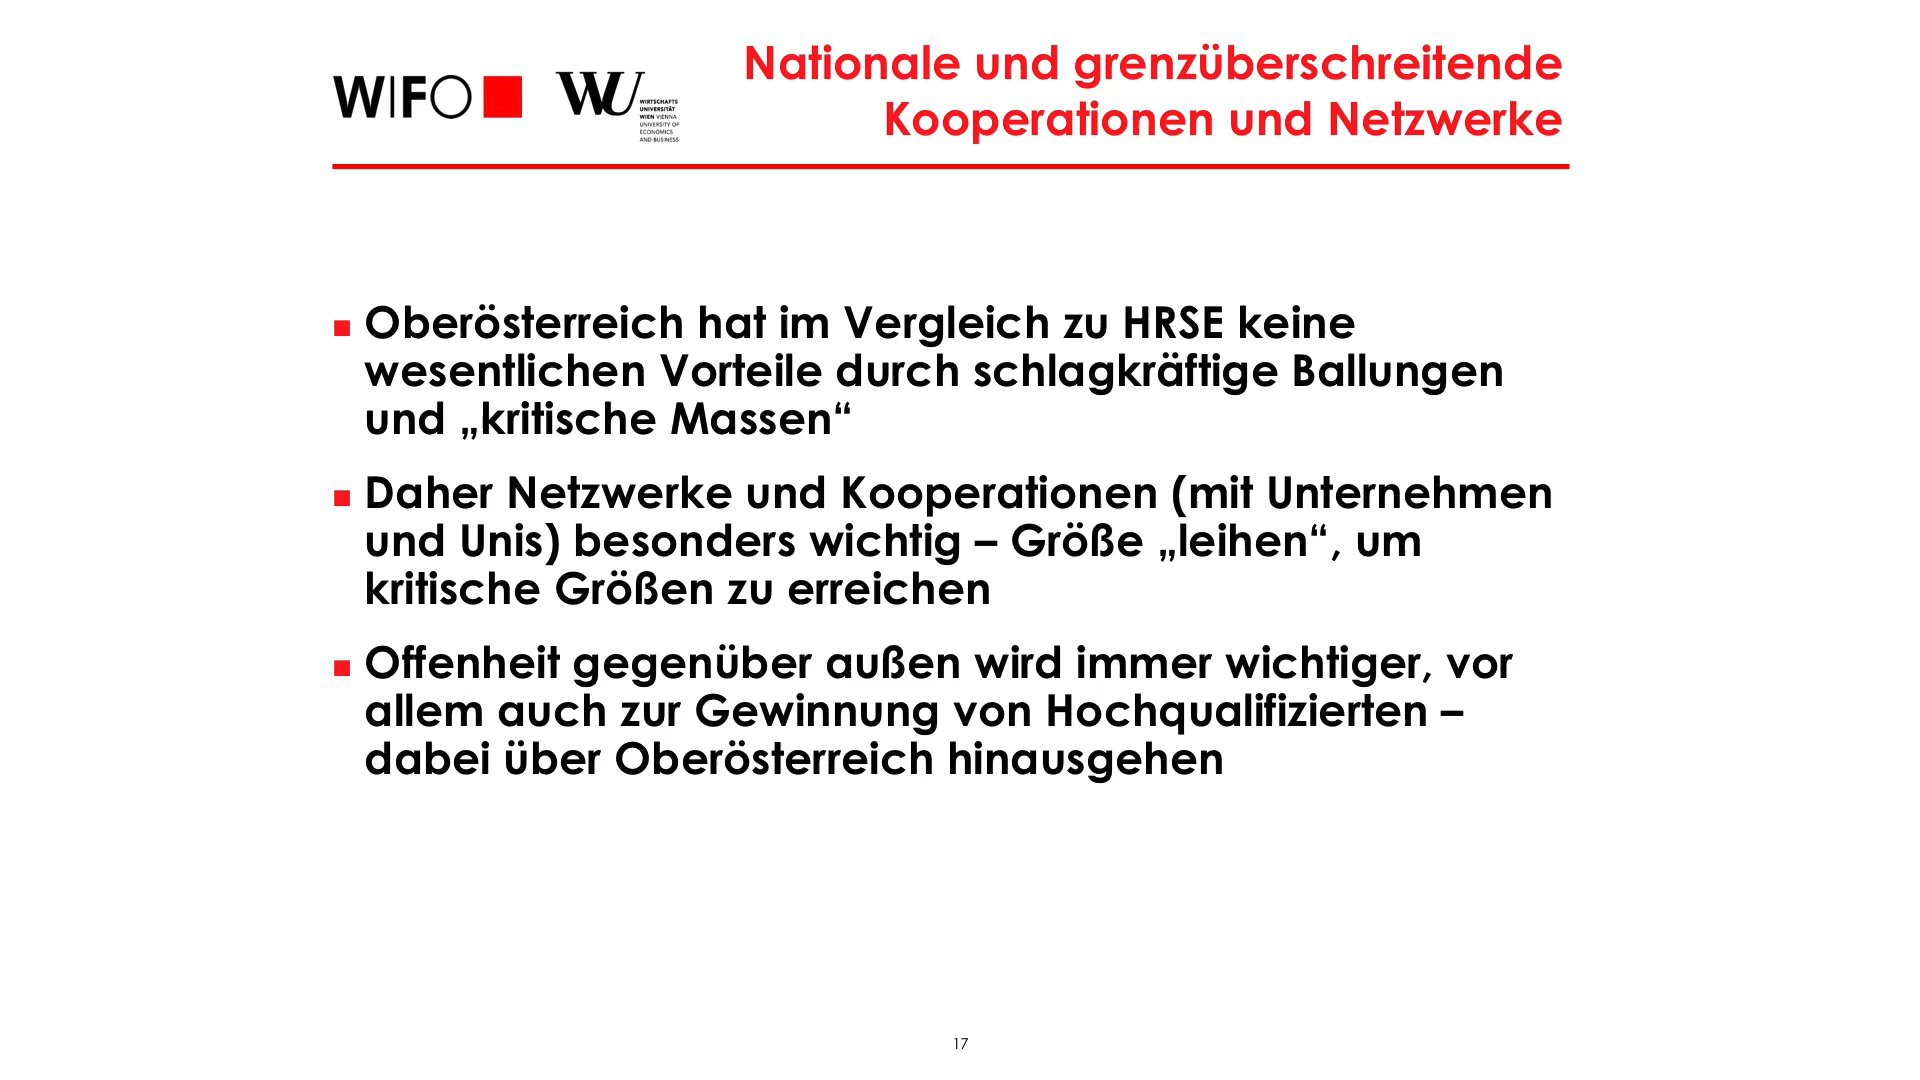 WIFO
WU
WIRTSCHAFTS
UNIVERSITÄT
WIEN VIENNA
UNIVERSITY OF
ECONOMICS
AND BUSINESS
Nationale und grenzüberschreitende
Kooperationen und Netzwerke
Oberösterreich hat im Vergleich zu HRSE keine
wesentlichen Vorteile durch schlagkräftige Ballungen
und „kritische Massen“
Daher Netzwerke und Kooperationen (mit Unternehmen
und Unis) besonders wichtig – Größe „leihen“, um
kritische Größen zu erreichen
Offenheit gegenüber außen wird immer wichtiger, vor
allem auch zur Gewinnung von Hochqualifizierten –
dabei über Oberösterreich hinausgehen
17